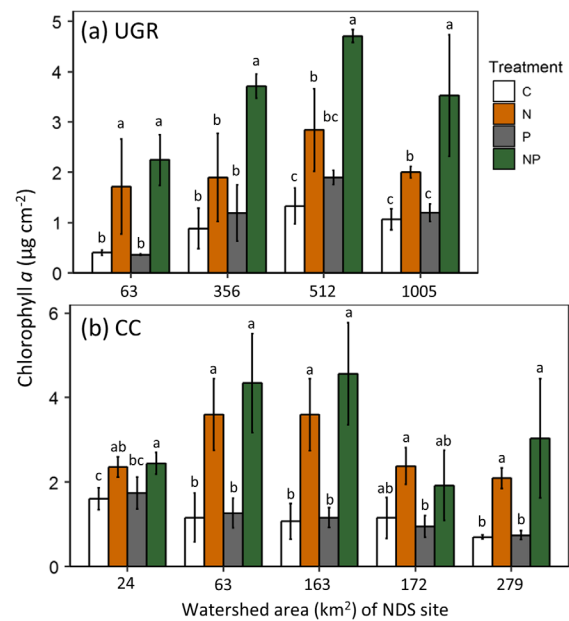 (a) UGR
Treatment
C
N
P
NP
Chlorophyll a (µg cm-2)
5
4
3
2
1
0
b a b a
b b b a
c b bc a
c b c a
63 356 512 1005
(b) CC
6
4
2
0
c ab bc a
b a b a
b a b a
ab a b ab
b a b a
24 63 163 172 279
Watershed area (km2) of NDS site